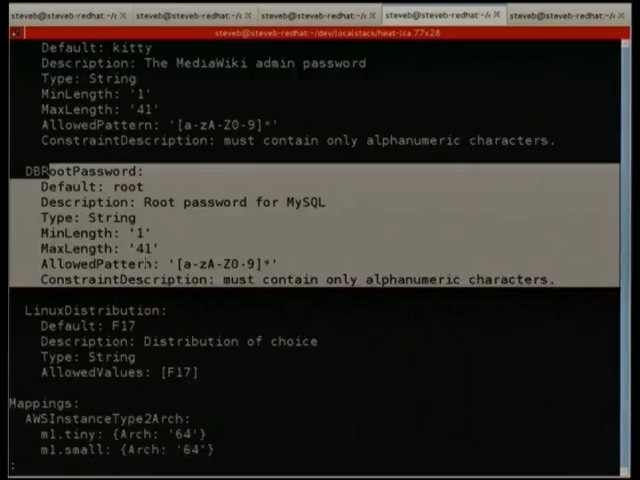 steveb@steveb-redhat:~/ steveb@steveb-redhat:~/ steveb@steveb-redhat:~/ steveb@steveb-redhat:~/ steveb@steveb-redhat:~/
steveb@steveb-redhat:~/dev/localstack/heat-ica 77x28
Default: kitty
Description: The MediaWiki admin password
Type: String
MinLength: '1'
MaxLength: '41'
AllowedPattern: '[a-zA-Z0-9]*'
ConstraintDescription: must contain only alphanumeric characters.
DBRootPassword:
Default: root
Description: Root password for MySQL
Type: String
MinLength: '1'
MaxLength: '41'
AllowedPattern: '[a-zA-Z0-9]*'
ConstraintDescription: must contain only alphanumeric characters.
LinuxDistribution:
Default: F17
Description: Distribution of choice
Type: String
AllowedValues: [F17]
Mappings:
AWSInstanceType2Arch:
m1.tiny: {Arch: '64'}
m1.small: {Arch: '64'}
: